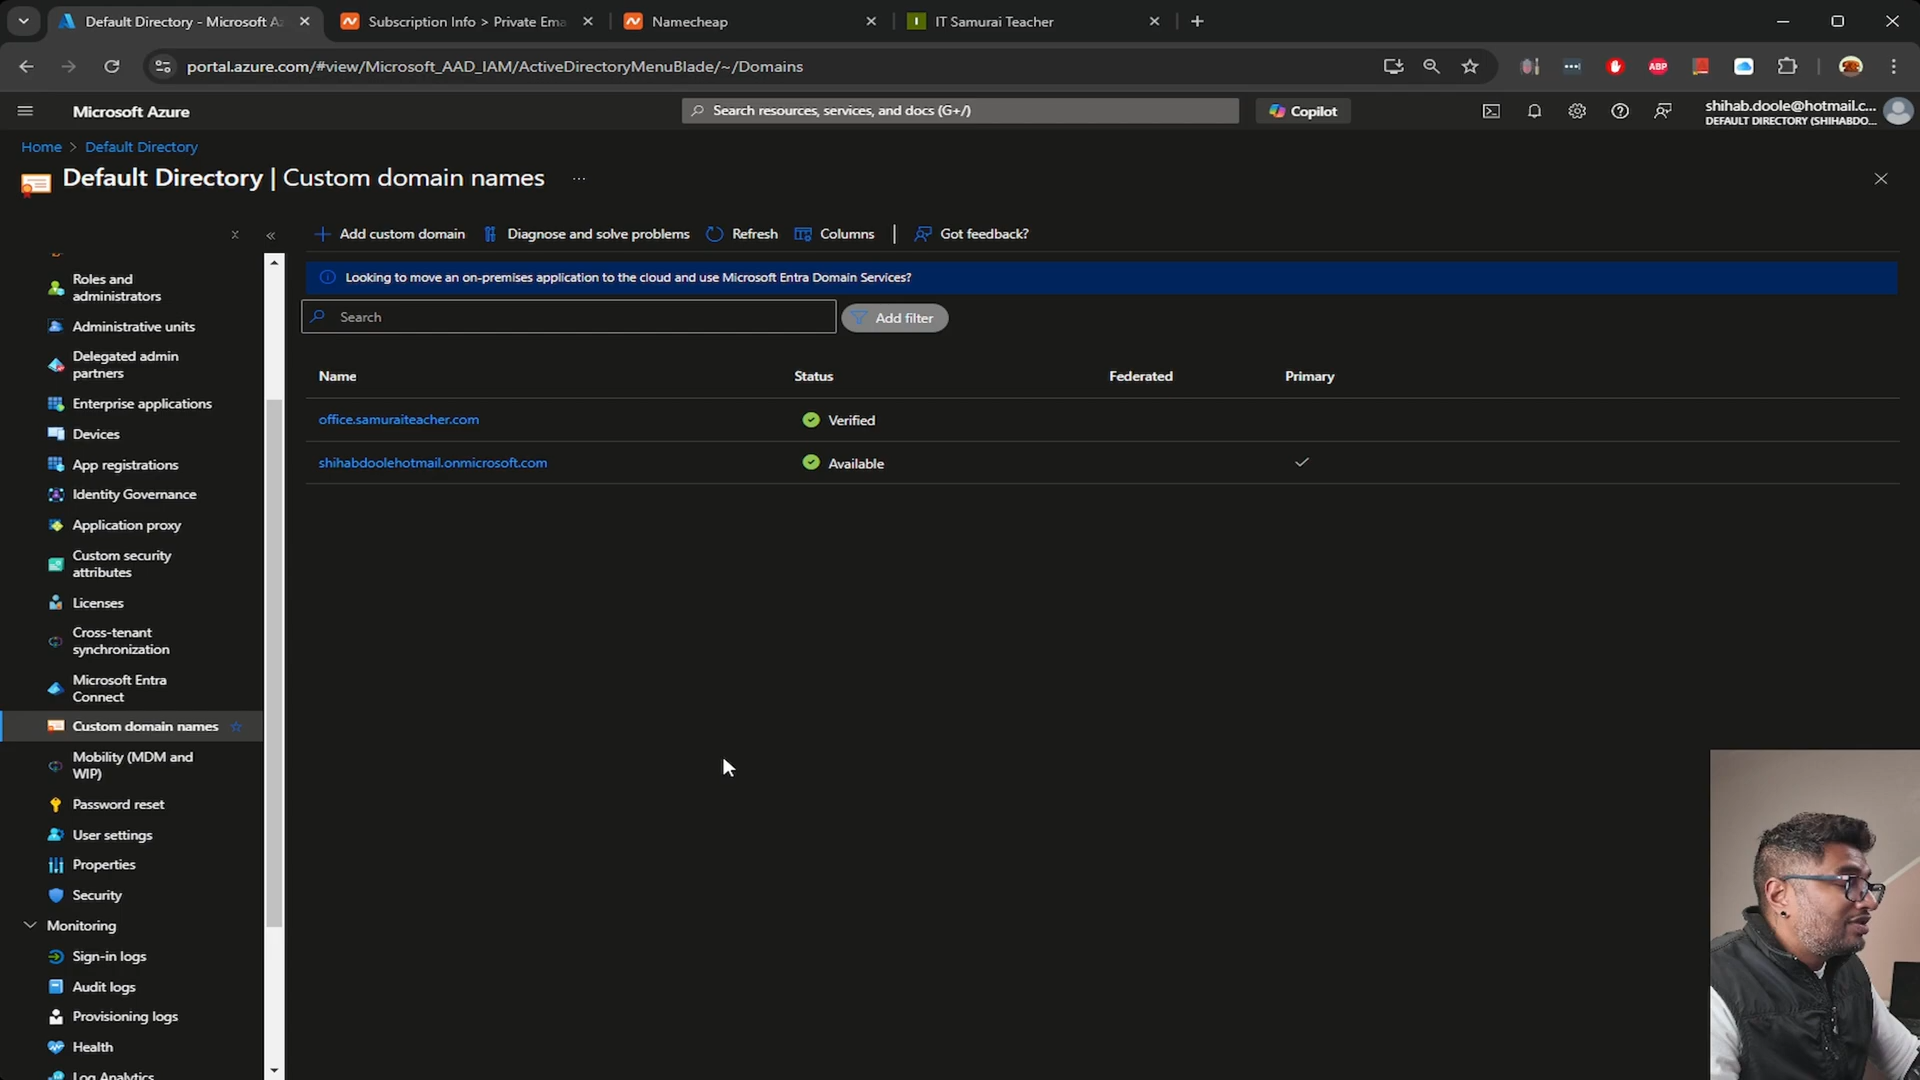 Default Directory - Microsoft Az
Subscription Info > Private Ema
Namecheap
IT Samurai Teacher
portal.azure.com/#view/Microsoft_AAD_IAM/ActiveDirectoryMenuBlade/~/Domains
ABP
Microsoft Azure
Search resources, services, and docs (G+/)
Copilot
shihab.doole@hotmail.c...
DEFAULT DIRECTORY (SHIHABDO...
Home > Default Directory
Default Directory | Custom domain names ...
Add custom domain
Diagnose and solve problems
Refresh
Columns
Got feedback?
Looking to move an on-premises application to the cloud and use Microsoft Entra Domain Services?
Search
Add filter
Name Status Federated Primary
office.samuraiteacher.com Verified
shihabdoolehotmail.onmicrosoft.com Available
Roles and
administrators
Administrative units
Delegated admin
partners
Enterprise applications
Devices
App registrations
Identity Governance
Application proxy
Custom security
attributes
Licenses
Cross-tenant
synchronization
Microsoft Entra
Connect
Custom domain names
Mobility (MDM and
WIP)
Password reset
User settings
Properties
Security
Monitoring
Sign-in logs
Audit logs
Provisioning logs
Health
Log Analytics